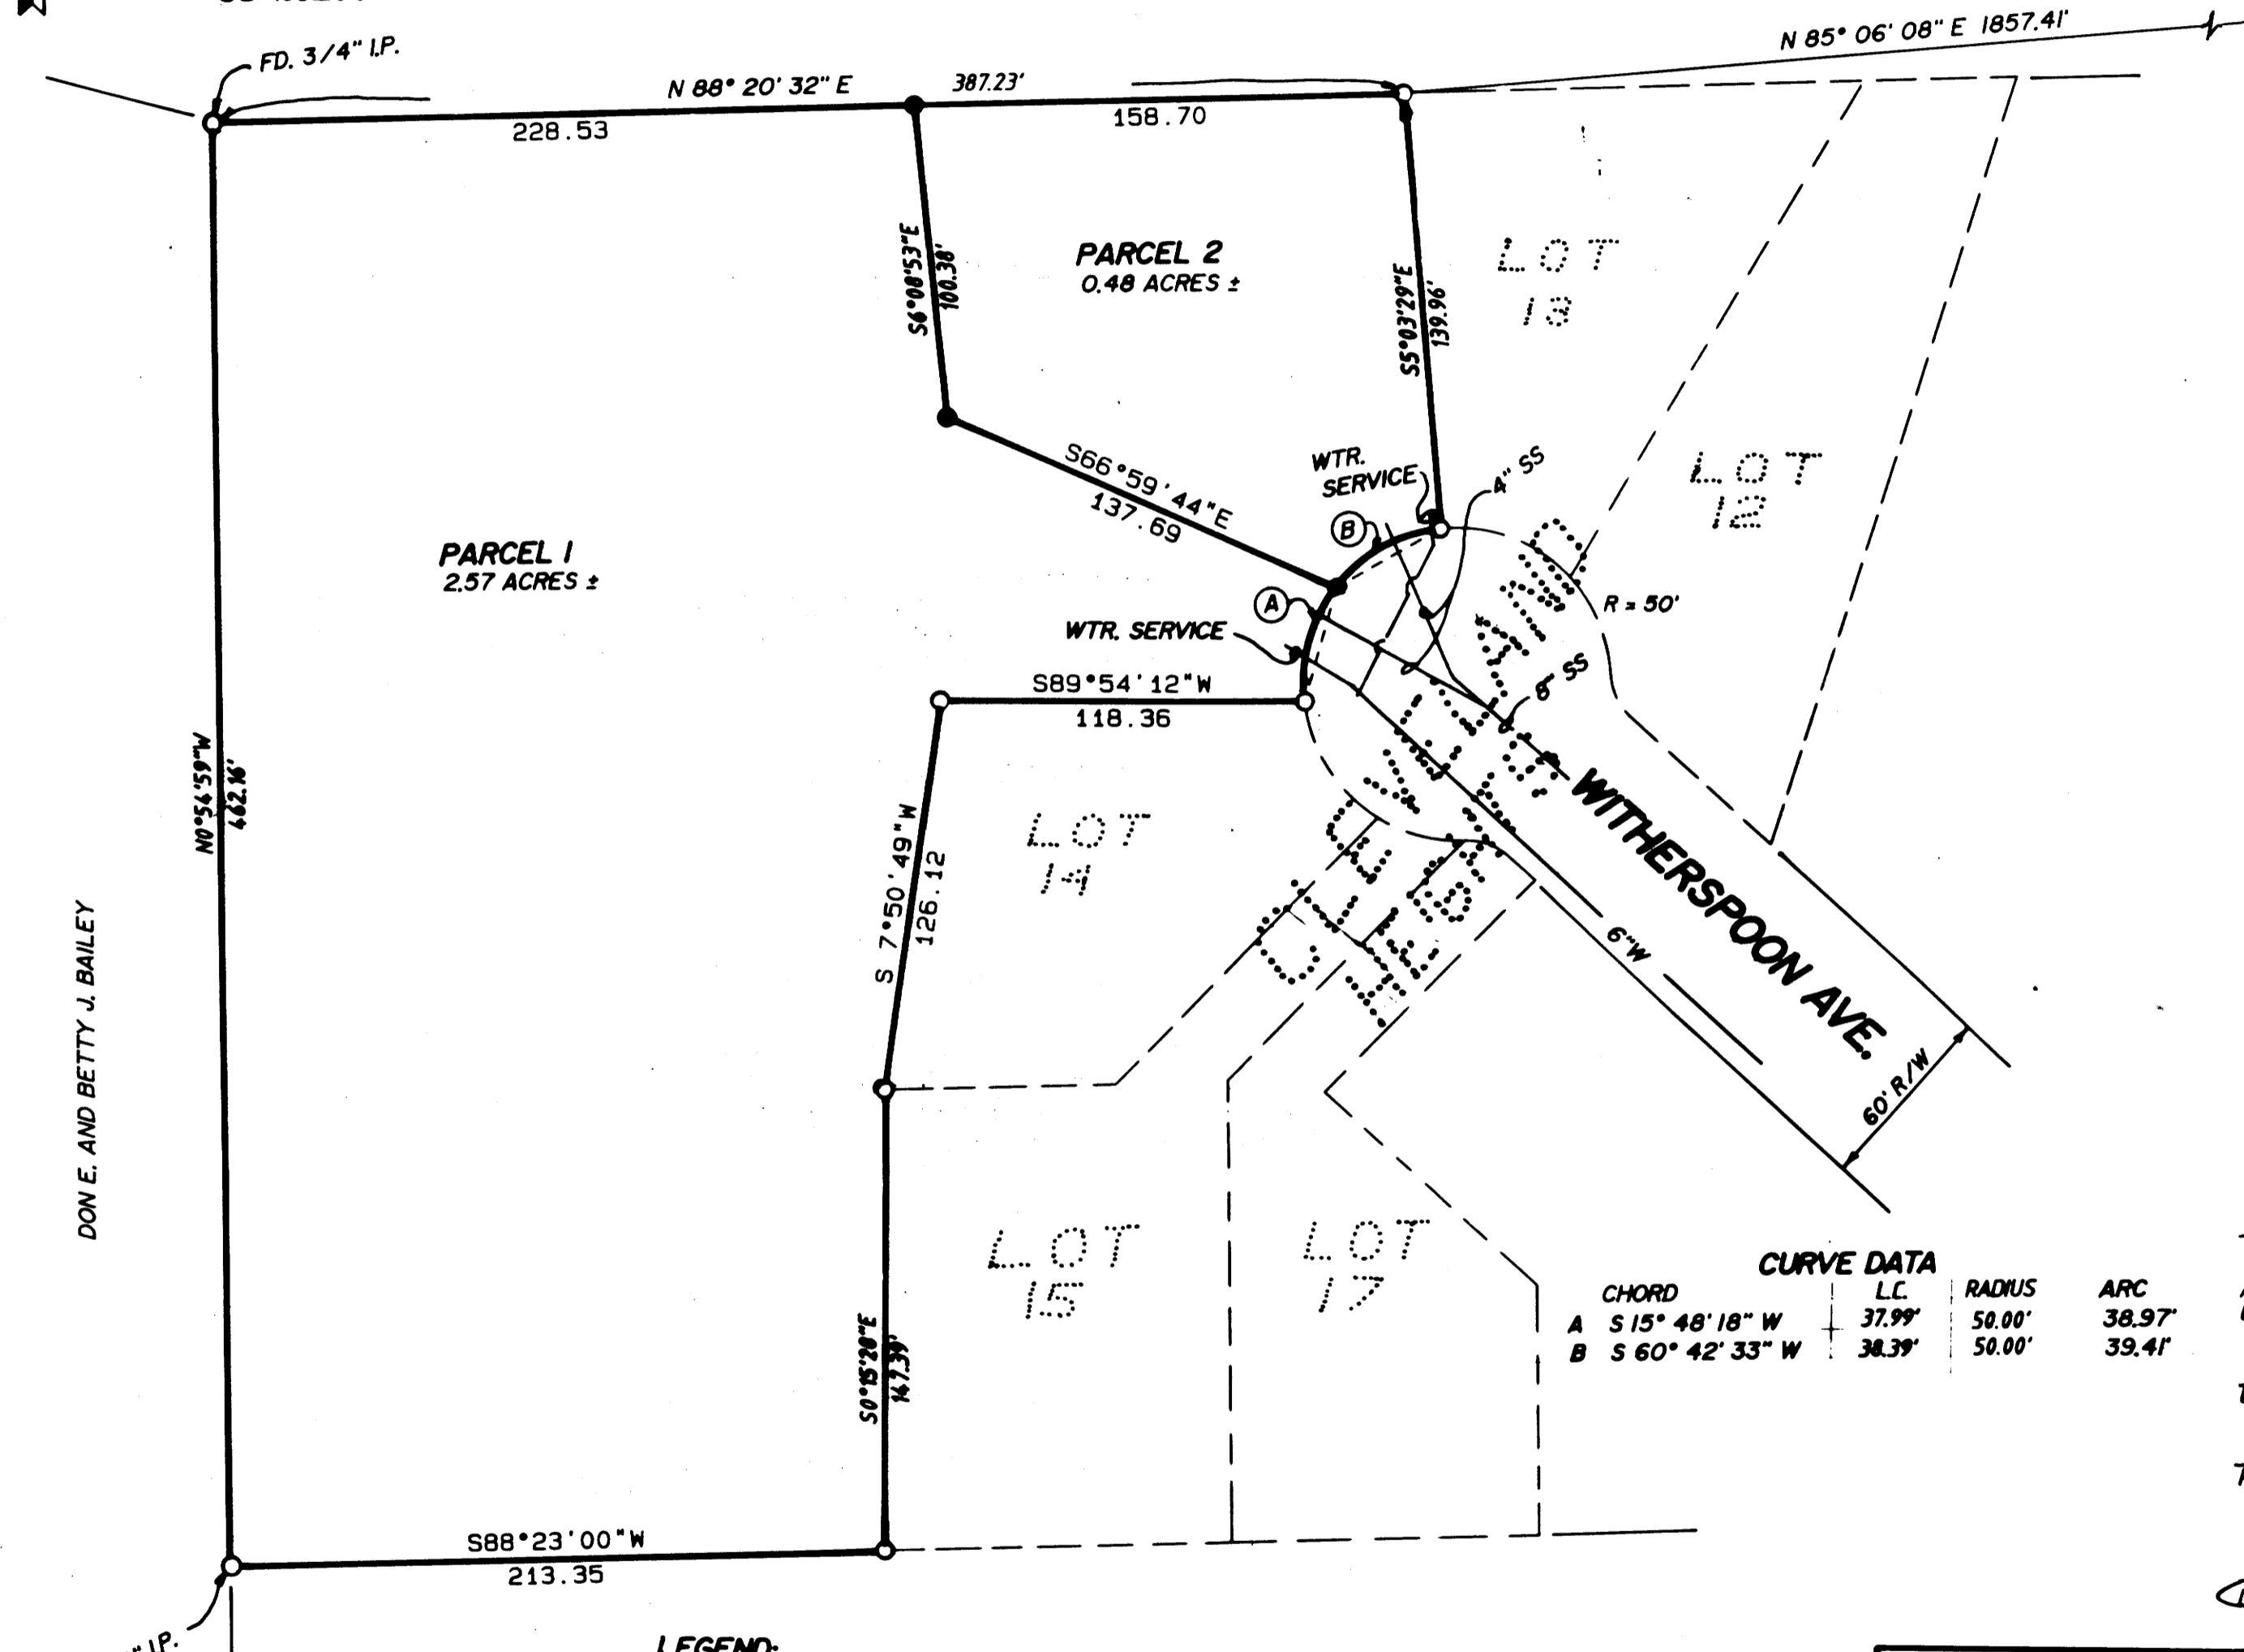 FD. 3/4" I.P.
N 88° 20' 32" E 387.23'
228.53
158.70
N 85° 06' 08" E 1857.41'
S6°08'53"E
100.38'
PARCEL 2
0.48 ACRES ±
S5°03'29"E
139.96'
LOT
13
LOT
12
S66°59'44"E
137.69
WTR.
SERVICE
4" SS
B
A
R = 50'
PARCEL 1
2.57 ACRES ±
WTR. SERVICE
8" SS
S89°54'12"W
118.36
N0°54'59"W
462.16'
DON E. AND BETTY J. BAILEY
LOT
14
S 7°50'49"W
126.12
WITHERSPOON AVE.
6"W
60' R/W
LOT
15
LOT
17
S0°15'28"E
147.39'
CURVE DATA
CHORD L.C. RADIUS ARC
A S 15° 48' 18" W 37.99' 50.00' 38.97'
B S 60° 42' 33" W 38.39' 50.00' 39.41'
S88°23'00"W
213.35
" I.P.
LEGEND: